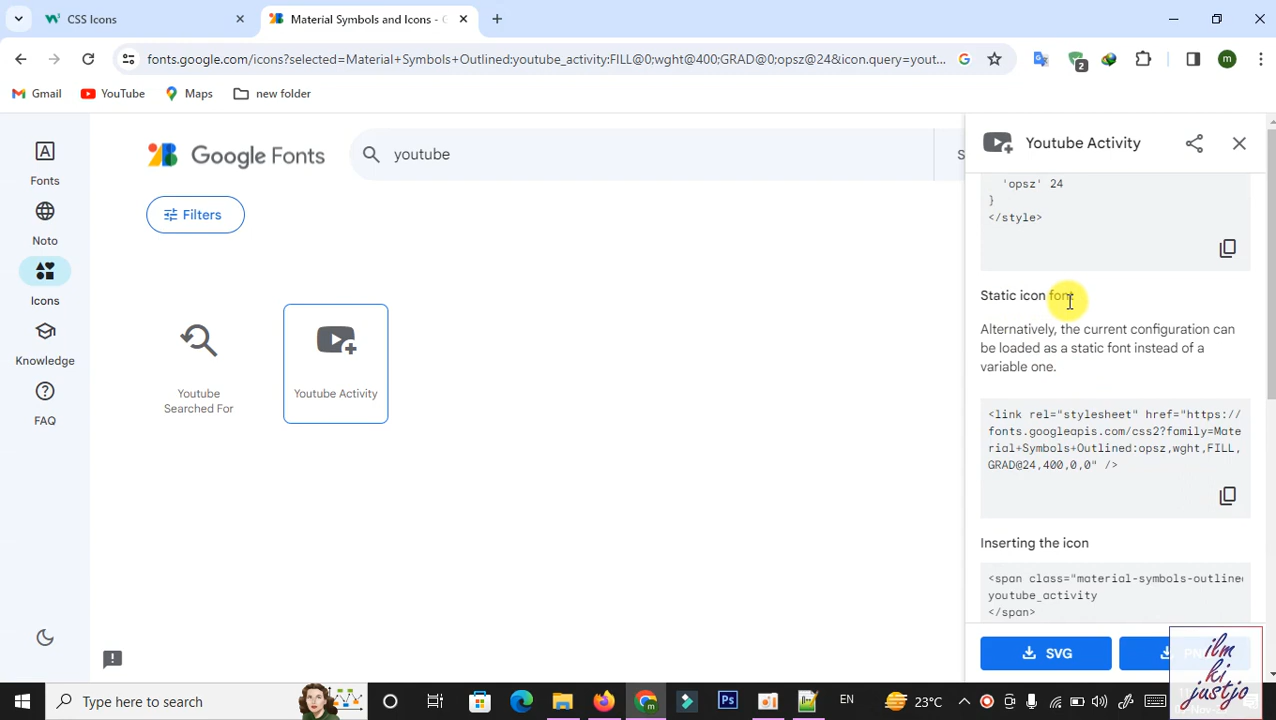 CSS Icons
Material Symbols and Icons - G
fonts.google.com/icons?selected=Material+Symbols+Outlined:youtube_activity:FILL@0;wght@400;GRAD@0;opsz@24&icon.query=yout...
2
m
Gmail
YouTube
Maps
new folder
Fonts
Noto
Icons
Knowledge
FAQ
Google Fonts
youtube
S
Filters
Youtube
Searched For
Youtube Activity
Youtube Activity
'opsz' 24
}
</style>
Static icon font
Alternatively, the current configuration can
be loaded as a static font instead of a
variable one.
<link rel="stylesheet" href="https://
fonts.googleapis.com/css2?family=Mate
rial+Symbols+Outlined:opsz,wght,FILL,
GRAD@24,400,0,0" />
Inserting the icon
<span class="material-symbols-outline
youtube_activity
</span>
SVG
ilm
ki
justjo
Type here to search
EN
23°C